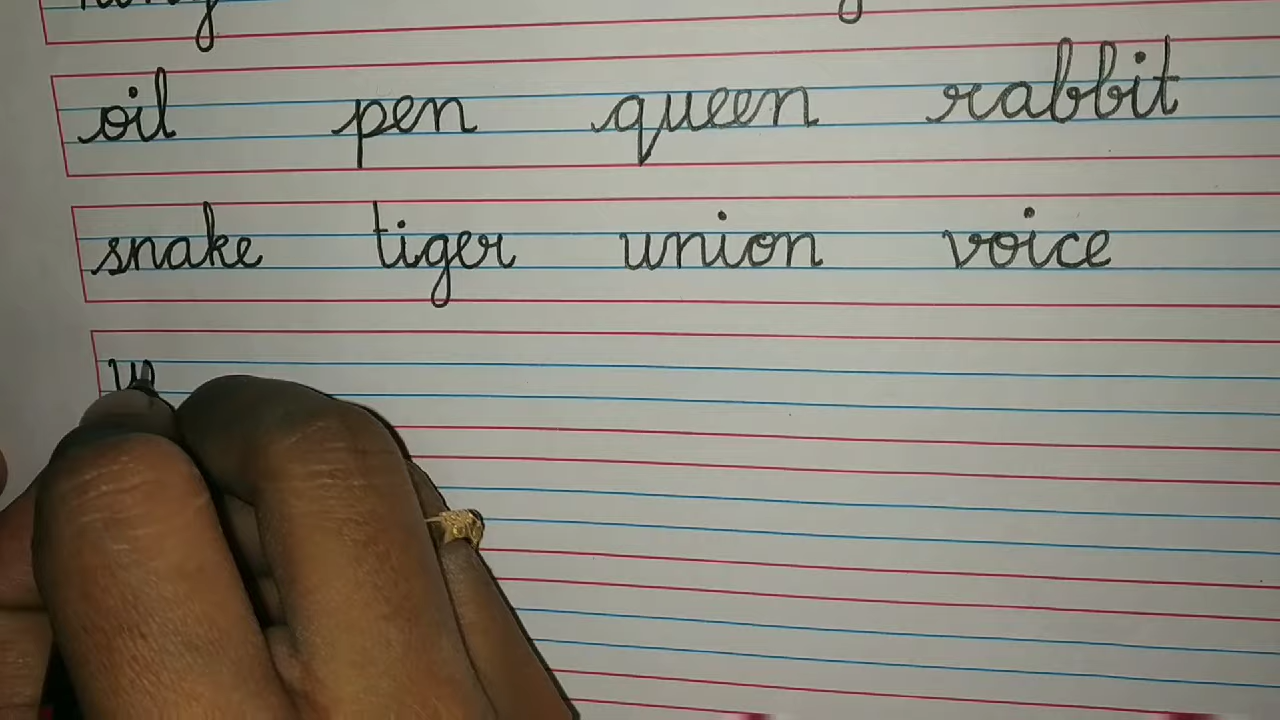 oil pen queen rabbit
snake tiger union voice